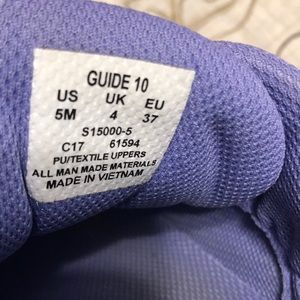 GUIDE 10
US UK EU
5M 4 37
S15000-5
C17 61594
PU/TEXTILE UPPERS
ALL MAN MADE MATERIALS
MADE IN VIETNAM